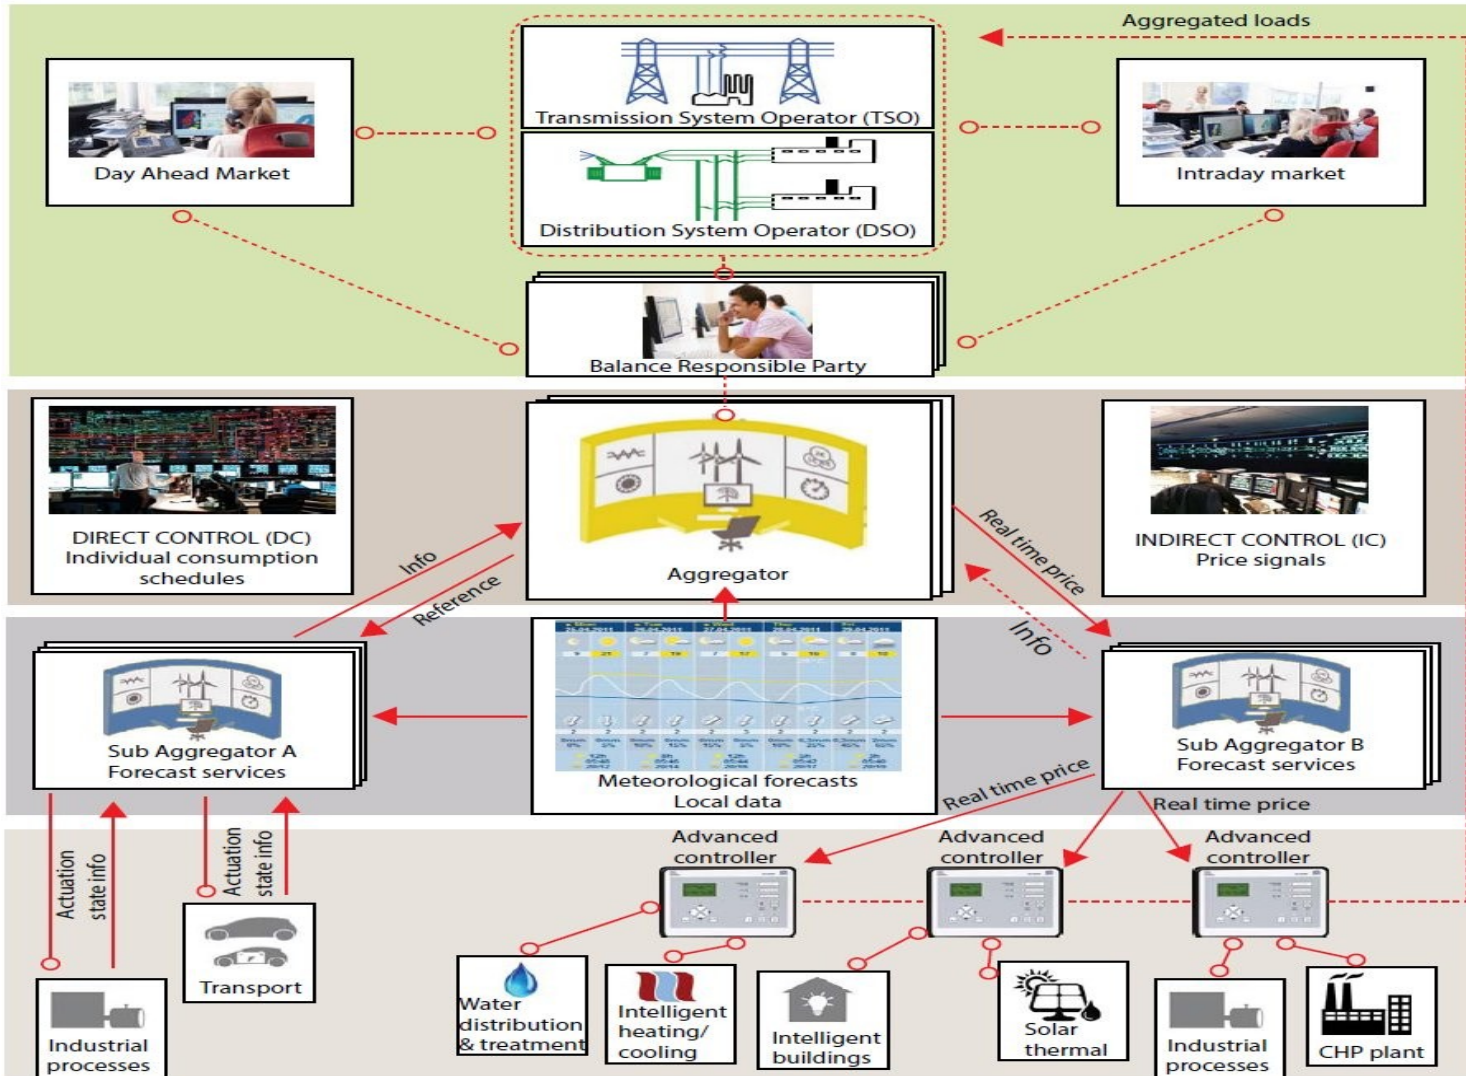 Aggregated loads
Transmission System Operator (TSO)
Day Ahead Market
Intraday market
Distribution System Operator (DSO)
Balance Responsible Party
DIRECT CONTROL (DC)
Individual consumption
schedules
Info
Reference
Aggregator
Real time price
Info
INDIRECT CONTROL (IC)
Price signals
Sub Aggregator A
Forecast services
Meteorological forecasts
Local data
Sub Aggregator B
Forecast services
Real time price
Real time price
Actuation
state info
Actuation
state info
Advanced
controller
Advanced
controller
Advanced
controller
Transport
Industrial
processes
Water
distribution
& treatment
Intelligent
heating/
cooling
Intelligent
buildings
Solar
thermal
Industrial
processes
CHP plant